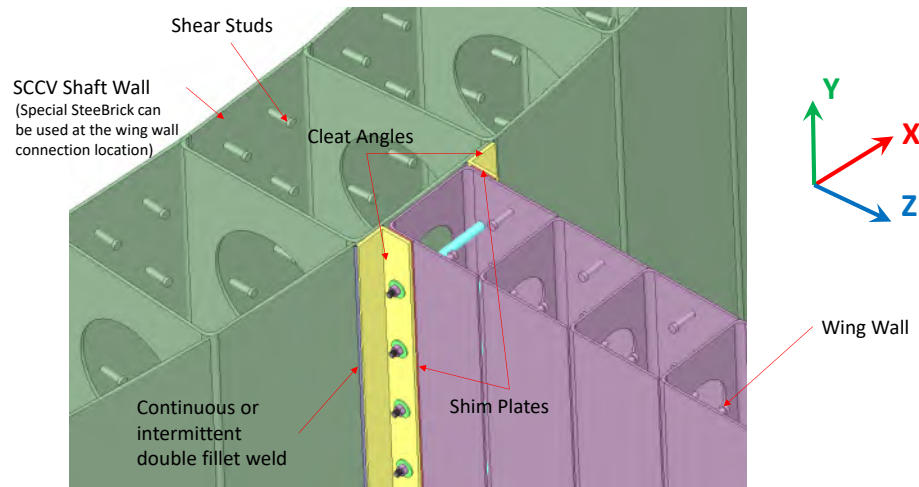 Shear Studs
SCCV Shaft Wall
(Special SteeBrick can
be used at the wing wall
connection location)
Cleat Angles
Y
X
Z
Wing Wall
Shim Plates
Continuous or
intermittent
double fillet weld